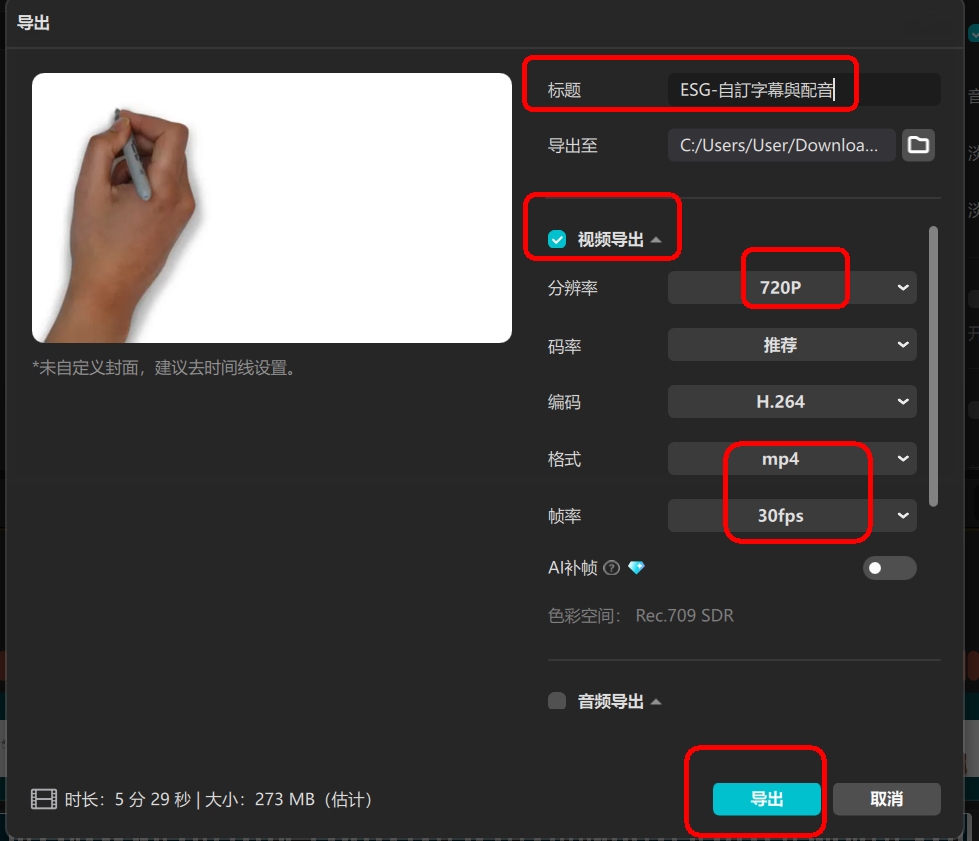 导出
标题 ESG-自訂字幕與配音
导出至 C:/Users/User/Downloa...
视频导出
分辨率 720P
码率 推荐
*未自定义封面，建议去时间线设置。
编码 H.264
格式 mp4
帧率 30fps
AI补帧 ?
色彩空间： Rec.709 SDR
音频导出
时长：5 分 29 秒 | 大小：273 MB（估计）
导出 取消